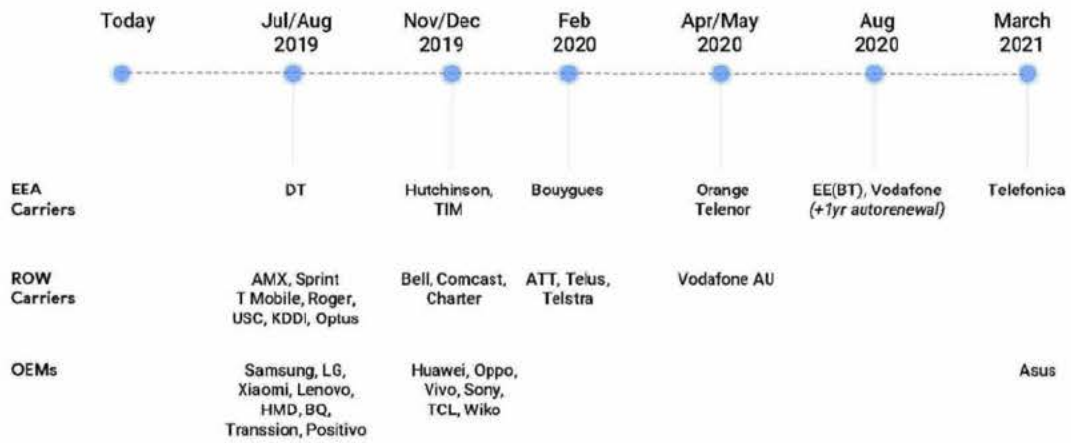 Today
Jul/Aug
2019
Nov/Dec
2019
Feb
2020
Apr/May
2020
Aug
2020
March
2021
EEA
Carriers
DT
Hutchinson,
TIM
Bouygues
Orange
Telenor
EE(BT), Vodafone
(+1yr autorenewal)
Telefonica
ROW
Carriers
AMX, Sprint
T Mobile, Roger,
USC, KDDI, Optus
Bell, Comcast,
Charter
ATT, Telus,
Telstra
Vodafone AU
OEMs
Samsung, LG,
Xiaomi, Lenovo,
HMD, BQ,
Transsion, Positivo
Huawei, Oppo,
Vivo, Sony,
TCL, Wiko
Asus